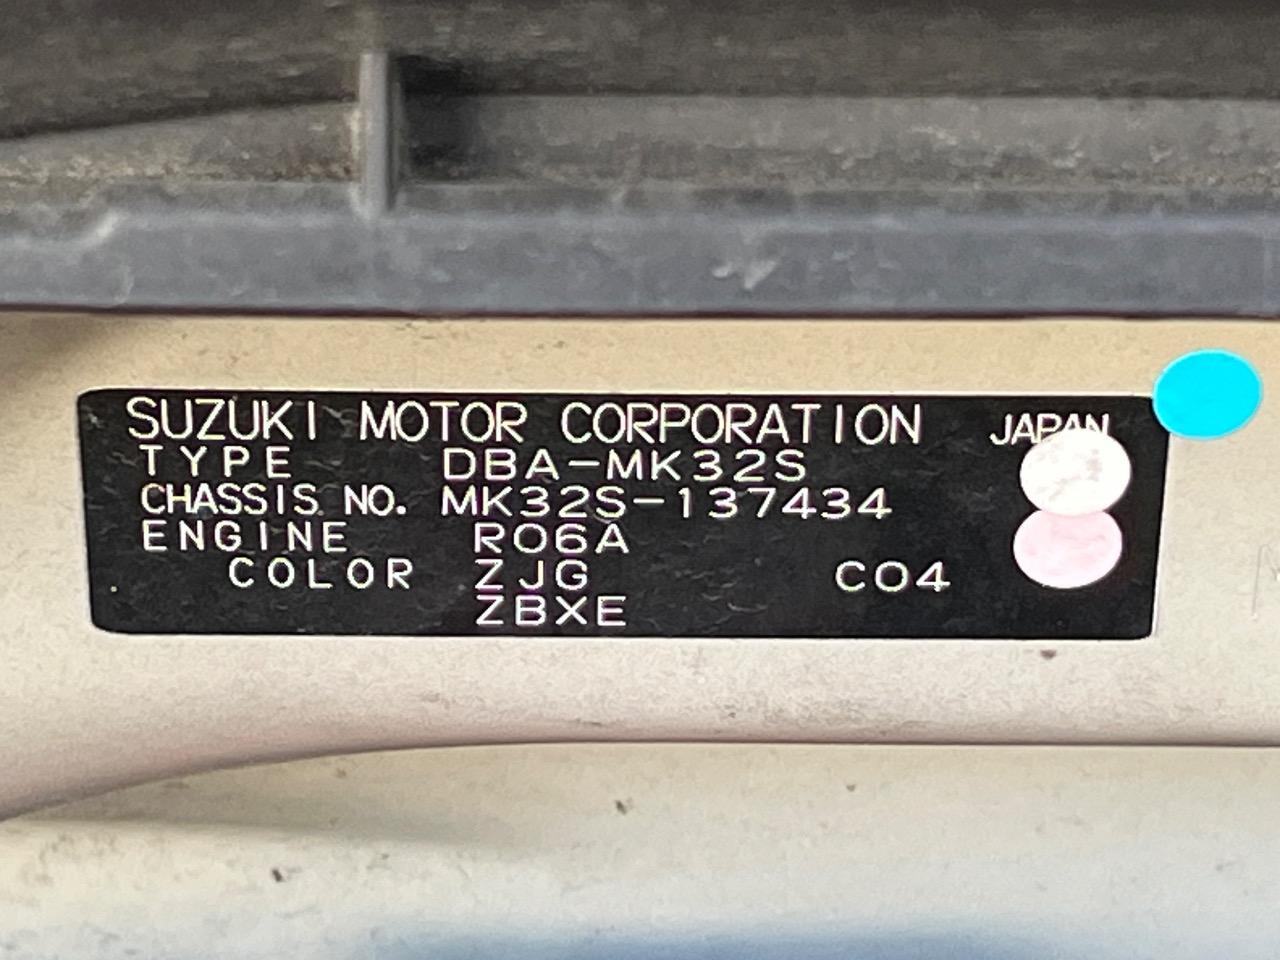 SUZUKI MOTOR CORPORATION JAPAN
TYPE DBA-MK32S
CHASSIS NO. MK32S-137434
ENGINE R06A
COLOR ZJG C04
ZBXE